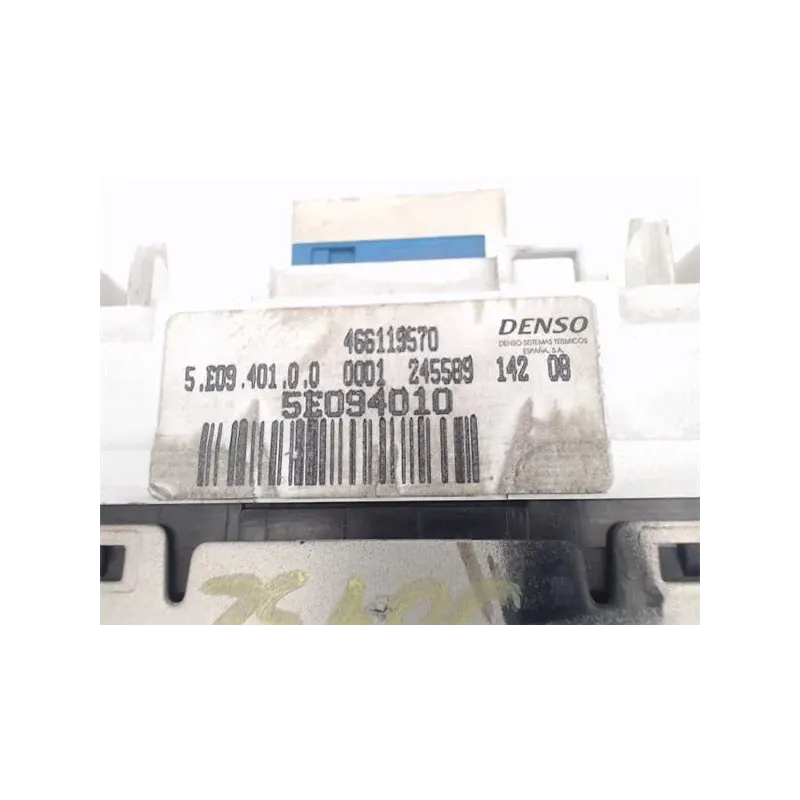 466119570
DENSO
DENSO SISTEMAS TERMICOS
ESPAÑA, S.A.
5.E09.401.0.0 0001 245589 142 08
5E094010